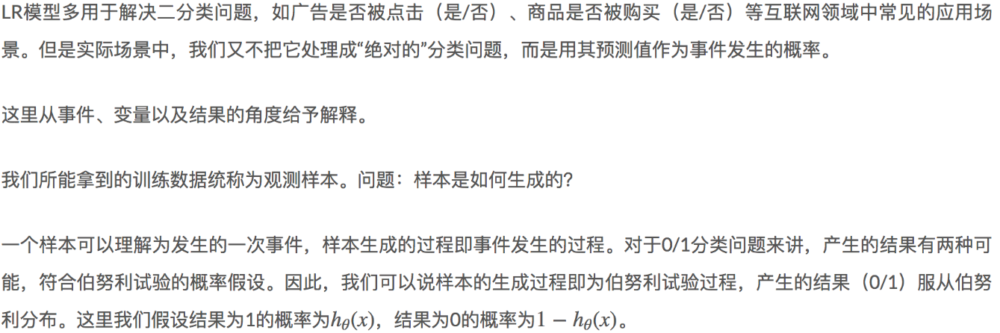 LR模型多用于解决二分类问题，如广告是否被点击（是/否）、商品是否被购买（是/否）等互联网领域中常见的应用场
景。但是实际场景中，我们又不把它处理成“绝对的”分类问题，而是用其预测值作为事件发生的概率。
这里从事件、变量以及结果的角度给予解释。
我们所能拿到的训练数据统称为观测样本。问题：样本是如何生成的?
一个样本可以理解为发生的一次事件，样本生成的过程即事件发生的过程。对于0/1分类问题来讲，产生的结果有两种可
能，符合伯努利试验的概率假设。因此，我们可以说样本的生成过程即为伯努利试验过程，产生的结果（0/1）服从伯努
利分布。这里我们假设结果为1的概率为hθ(x)，结果为0的概率为1 − hθ(x)。